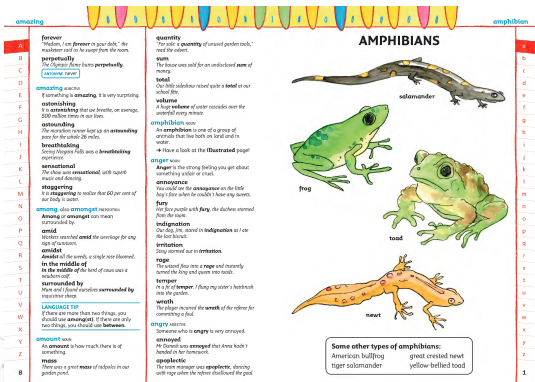 amazing
amphibian
A
B
C
D
E
F
G
H
I
J
K
L
M
N
O
P
Q
R
S
T
U
V
W
X
Y
Z
8
forever
"Madam, I am forever in your debt," the
musketeer said as he swept from the room.
perpetually
The Olympic flame burns perpetually.
ANTONYM: never
amazing ADJECTIVE
If something is amazing, it is very surprising.
astonishing
It is astonishing that we breathe, on average,
500 million times in our lives.
astounding
The marathon runner kept up an astounding
pace for the whole 26 miles.
breathtaking
Seeing Niagara Falls was a breathtaking
experience.
sensational
The show was sensational, with superb
music and dancing.
staggering
It is staggering to realize that 60 per cent of
our body is water.
among, also amongst PREPOSITION
Among or amongst can mean
surrounded by.
amid
Workers searched amid the wreckage for any
sign of survivors.
amidst
Amidst all the weeds, a single rose bloomed.
in the middle of
In the middle of the herd of cows was a
newborn calf.
surrounded by
Mum and I found ourselves surrounded by
inquisitive sheep.
LANGUAGE TIP
If there are more than two things, you
should use among(st). If there are only
two things, you should use between.
amount NOUN
An amount is how much there is of
something.
mass
There was a great mass of tadpoles in our
garden pond.
quantity
"For sale: a quantity of unused garden tools,"
read the advert.
sum
The house was sold for an undisclosed sum of
money.
total
Our little sideshow raised quite a total at our
school fête.
volume
A huge volume of water cascades over the
waterfall every minute.
amphibian NOUN
An amphibian is one of a group of
animals that live both on land and in
water.
➔ Have a look at the Illustrated page!
anger NOUN
Anger is the strong feeling you get about
something unfair or cruel.
annoyance
You could see the annoyance on the little
boy's face when he couldn't have any sweets.
fury
Her face purple with fury, the duchess stormed
from the room.
indignation
Our dog, Jim, stared in indignation as I ate
the last biscuit.
irritation
Stay stormed out in irritation.
rage
The wizard flew into a rage and instantly
turned the king and queen into toads.
temper
In a fit of temper, I flung my sister's hairbrush
into the garden.
wrath
The player incurred the wrath of the referee for
committing a foul.
angry ADJECTIVE
Someone who is angry is very annoyed.
annoyed
Mr Daniels was annoyed that Anna hadn't
handed in her homework.
apoplectic
The team manager was apoplectic, dancing
with rage when the referee disallowed the goal.
AMPHIBIANS
salamander
frog
toad
newt
Some other types of amphibians:
American bullfrog great crested newt
tiger salamander yellow-bellied toad
1